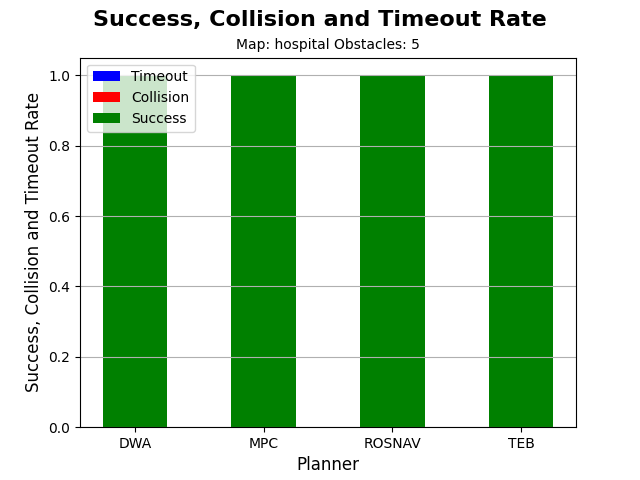 Success, Collision and Timeout Rate
Map: hospital Obstacles: 5
Timeout
Collision
Success
Success, Collision and Timeout Rate
1.0
0.8
0.6
0.4
0.2
0.0
DWA MPC ROSNAV TEB
Planner